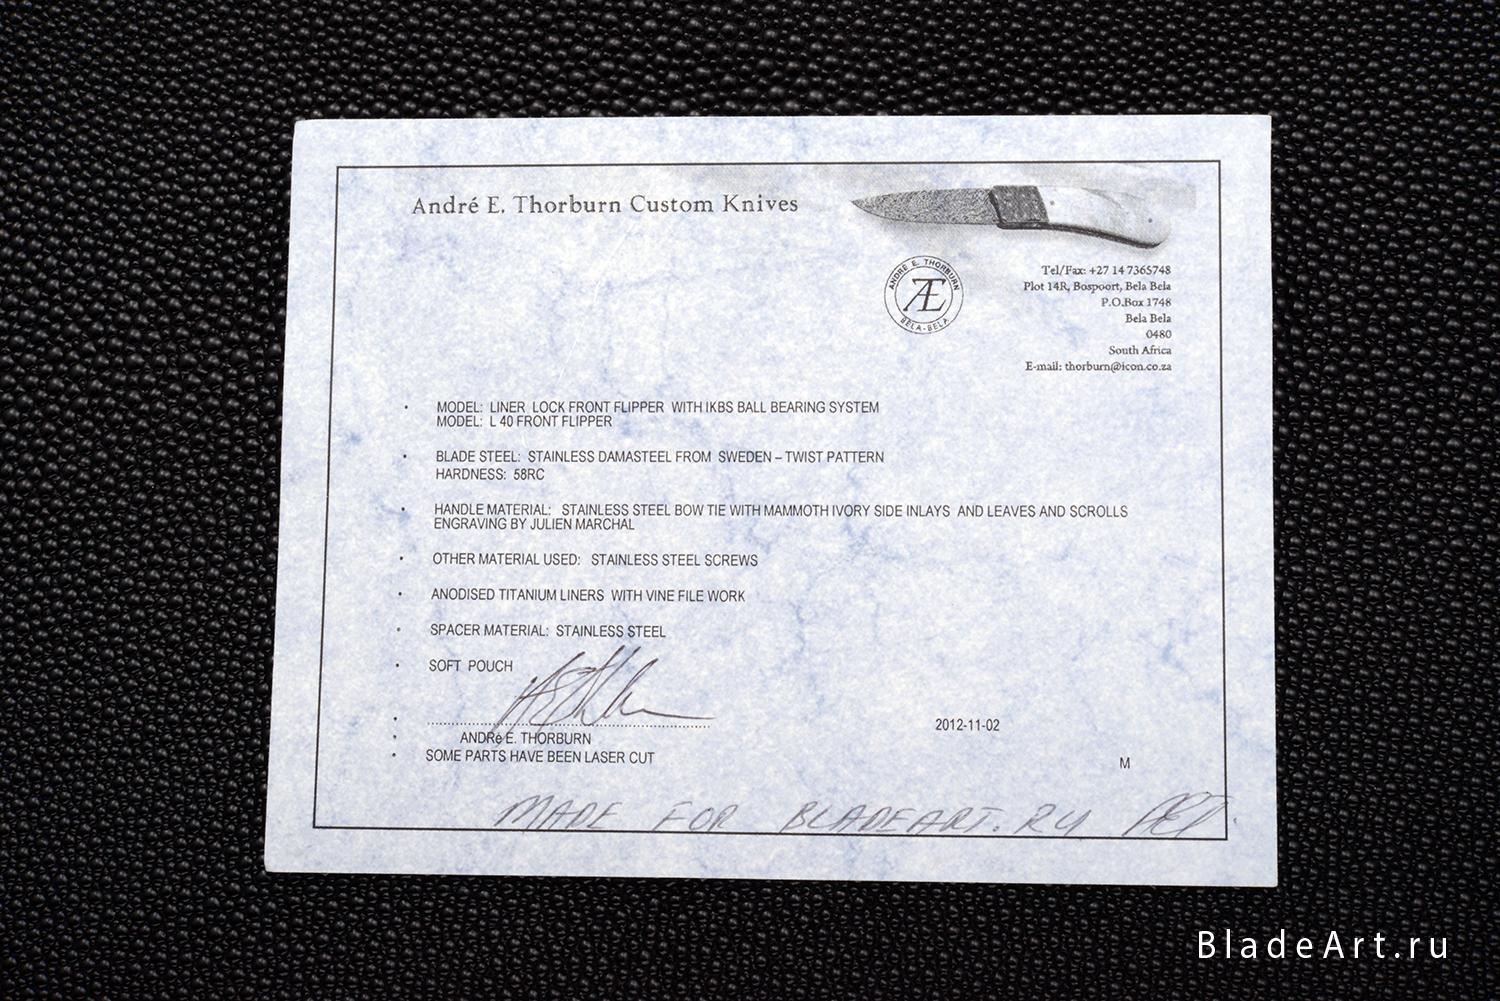 André E. Thorburn Custom Knives
ANDRÉ E. THORBURN
Æ
BELA-BELA
Tel/Fax: +27 14 7365748
Plot 14R, Bospoort, Bela Bela
P.O.Box 1748
Bela Bela
0480
South Africa
E-mail: thorburn@icon.co.za
• MODEL: LINER LOCK FRONT FLIPPER WITH IKBS BALL BEARING SYSTEM
MODEL: L 40 FRONT FLIPPER
• BLADE STEEL: STAINLESS DAMASTEEL FROM SWEDEN – TWIST PATTERN
HARDNESS: 58RC
• HANDLE MATERIAL: STAINLESS STEEL BOW TIE WITH MAMMOTH IVORY SIDE INLAYS AND LEAVES AND SCROLLS
ENGRAVING BY JULIEN MARCHAL
• OTHER MATERIAL USED: STAINLESS STEEL SCREWS
• ANODISED TITANIUM LINERS WITH VINE FILE WORK
• SPACER MATERIAL: STAINLESS STEEL
• SOFT POUCH
2012-11-02
• ANDRé E. THORBURN
• SOME PARTS HAVE BEEN LASER CUT
M
MADE FOR BLADEART.RU
BladeArt.ru